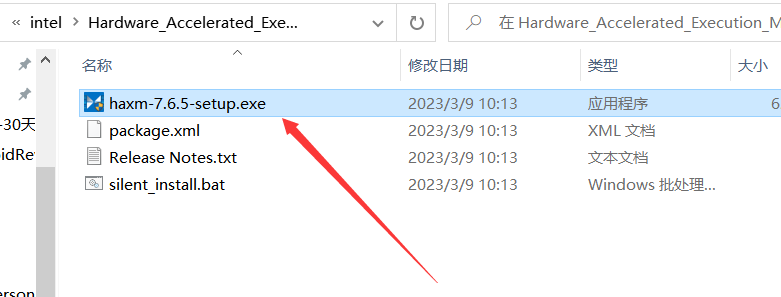 « intel > Hardware_Accelerated_Exe...
在 Hardware_Accelerated_Execution_M
名称 修改日期 类型 大小
haxm-7.6.5-setup.exe 2023/3/9 10:13 应用程序 6
package.xml 2023/3/9 10:13 XML 文档
Release Notes.txt 2023/3/9 10:13 文本文档
silent_install.bat 2023/3/9 10:13 Windows 批处理...
-30天
oidRe
erson